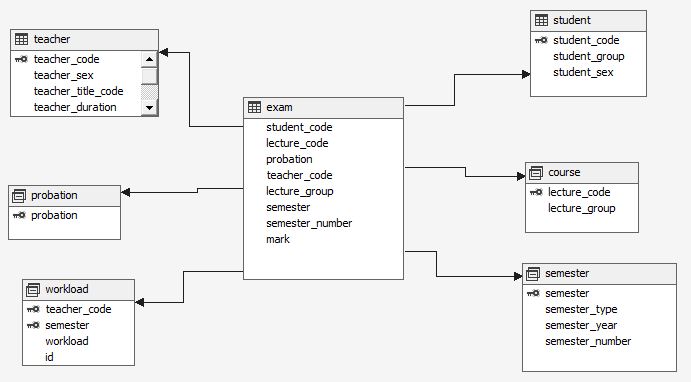 teacher
teacher_code
teacher_sex
teacher_title_code
teacher_duration
student
student_code
student_group
student_sex
exam
student_code
lecture_code
probation
teacher_code
lecture_group
semester
semester_number
mark
probation
probation
course
lecture_code
lecture_group
workload
teacher_code
semester
workload
id
semester
semester
semester_type
semester_year
semester_number